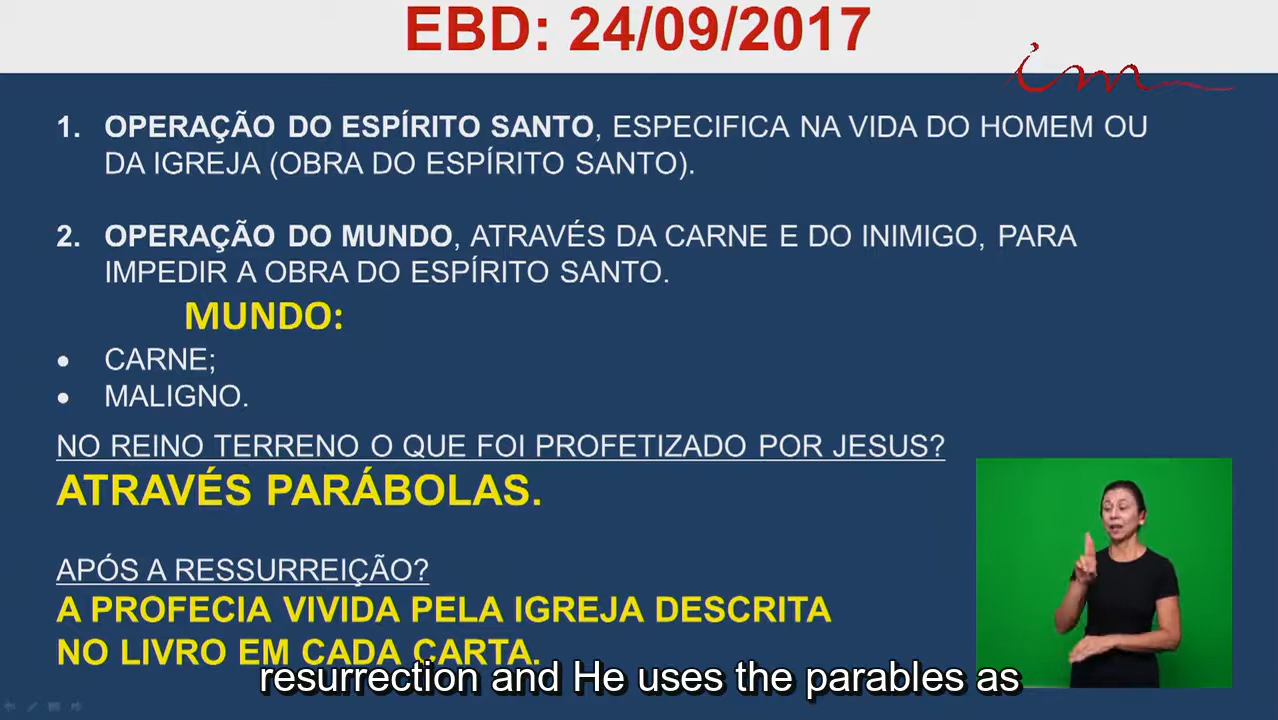 EBD: 24/09/2017
im
1. OPERAÇÃO DO ESPÍRITO SANTO, ESPECIFICA NA VIDA DO HOMEM OU
DA IGREJA (OBRA DO ESPÍRITO SANTO).
2. OPERAÇÃO DO MUNDO, ATRAVÉS DA CARNE E DO INIMIGO, PARA
IMPEDIR A OBRA DO ESPÍRITO SANTO.
MUNDO:
• CARNE;
• MALIGNO.
NO REINO TERRENO O QUE FOI PROFETIZADO POR JESUS?
ATRAVÉS PARÁBOLAS.
APÓS A RESSURREIÇÃO?
A PROFECIA VIVIDA PELA IGREJA DESCRITA
NO LIVRO EM CADA CARTA.
resurrection and He uses the parables as